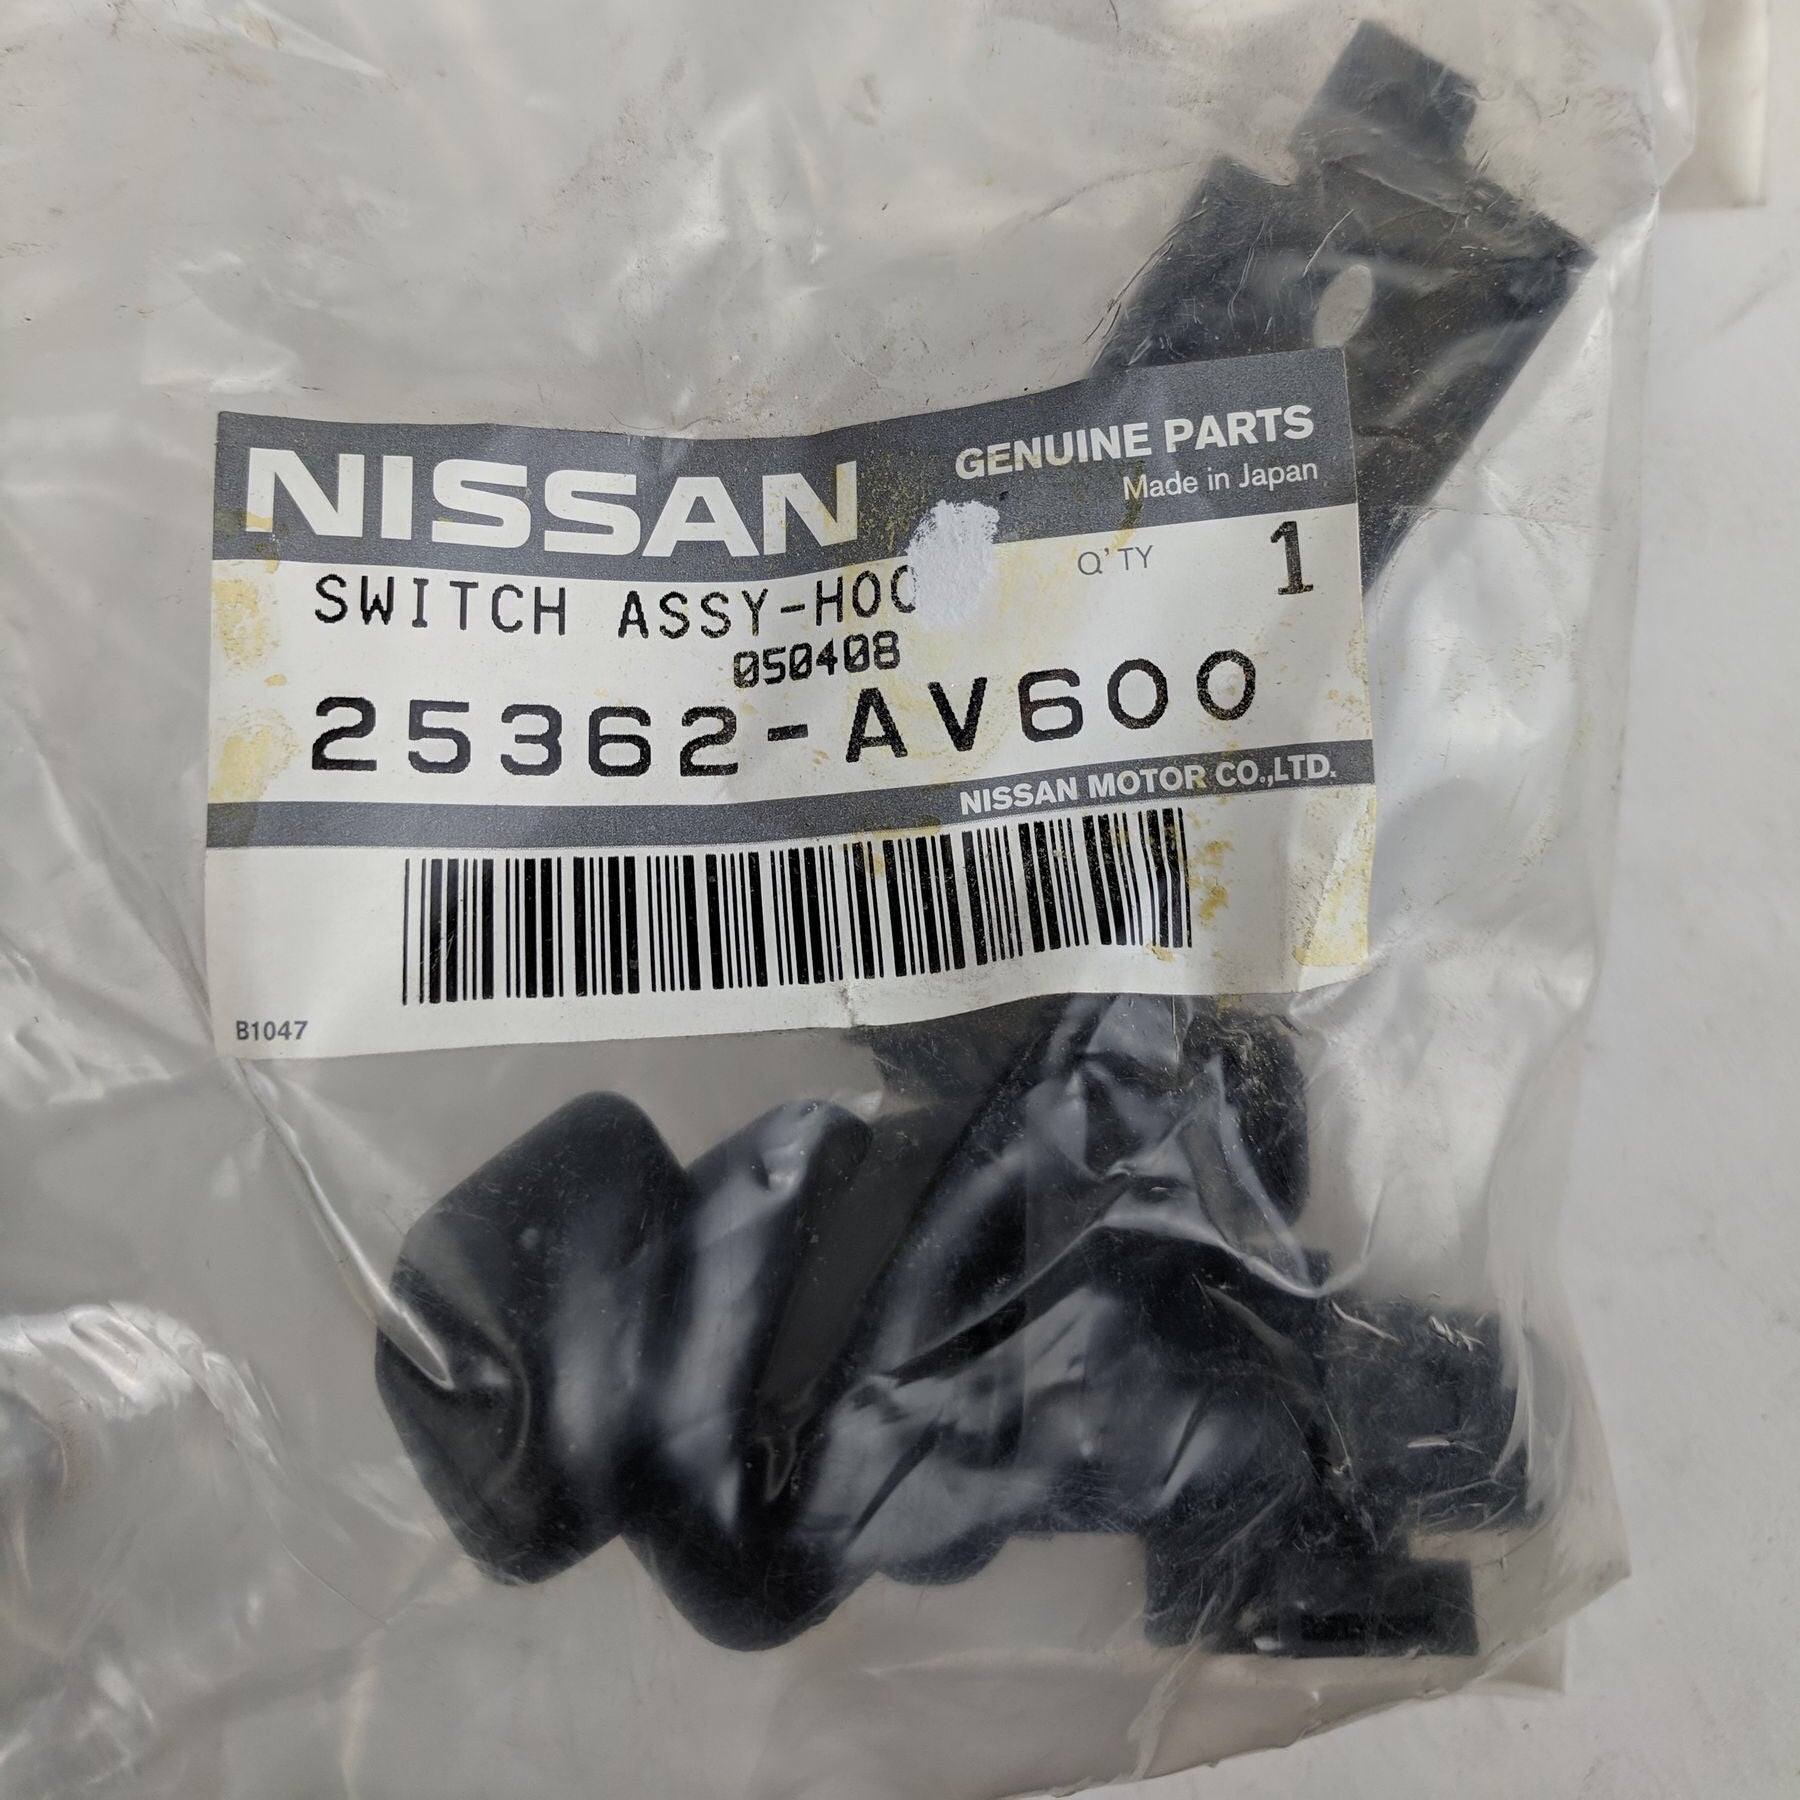 NISSAN
GENUINE PARTS
Made in Japan
SWITCH ASSY-HOO
Q'TY 1
050408
25362-AV600
NISSAN MOTOR CO.,LTD.
B1047